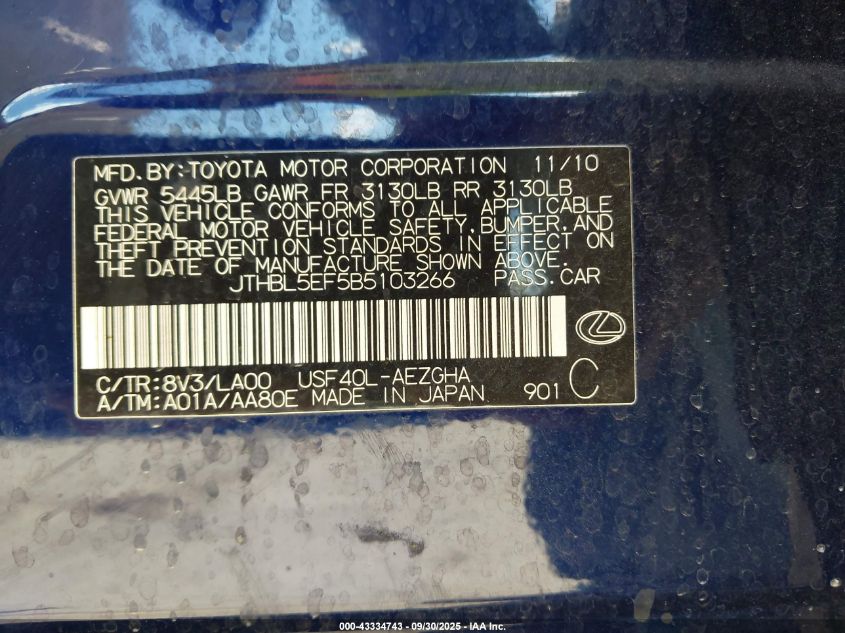 MFD.BY:TOYOTA MOTOR CORPORATION 11/10
GVWR 5445LB GAWR FR 3130LB RR 3130LB
THIS VEHICLE CONFORMS TO ALL APPLICABLE
FEDERAL MOTOR VEHICLE SAFETY,BUMPER,AND
THEFT PREVENTION STANDARDS IN EFFECT ON
THE DATE OF MANUFACTURE SHOWN ABOVE.
JTHBL5EF5B5103266 PASS.CAR
C/TR:8V3/LA00 USF40L-AEZGHA
A/TM:A01A/AA80E MADE IN JAPAN 901 C
000-43334743 - 09/30/2025 - IAA Inc.